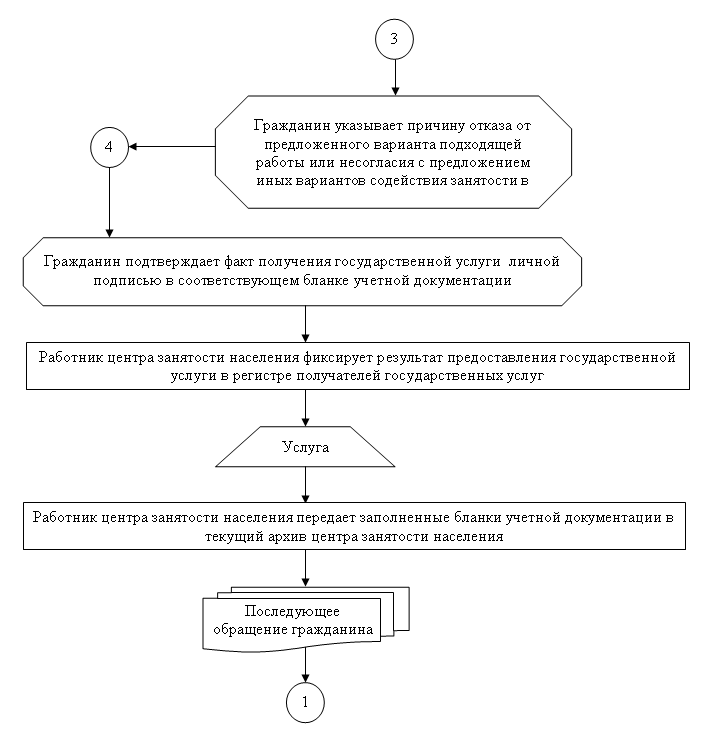 3
Гражданин указывает причину отказа от
предложенного варианта подходящей
работы или несогласия с предложением
иных вариантов содействия занятости в
4
Гражданин подтверждает факт получения государственной услуги личной
подписью в соответствующем бланке учетной документации
Работник центра занятости населения фиксирует результат предоставления государственной
услуги в регистре получателей государственных услуг
Услуга
Работник центра занятости населения передает заполненные бланки учетной документации в
текущий архив центра занятости населения
Последующее
обращение гражданина
1